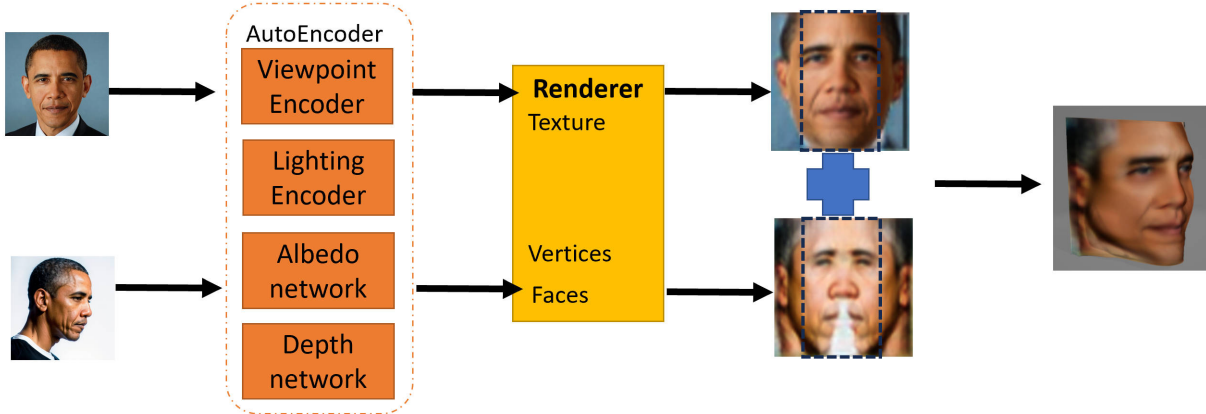 AutoEncoder
Viewpoint
Encoder
Lighting
Encoder
Albedo
network
Depth
network
Renderer
Texture
Vertices
Faces